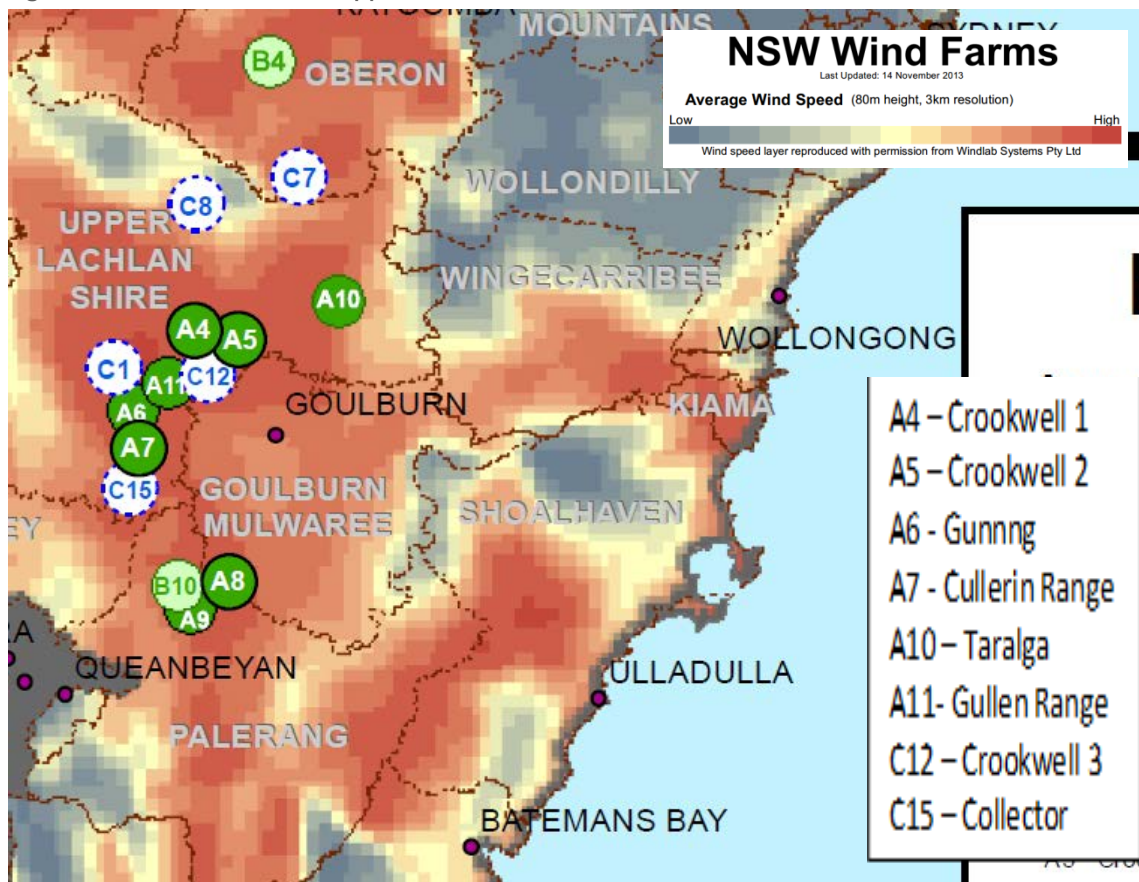 MOUNTAINS
NSW Wind Farms
Last Updated: 14 November 2013
Average Wind Speed (80m height, 3km resolution)
Low High
Wind speed layer reproduced with permission from Windlab Systems Pty Ltd
B4
OBERON
C7
C8
WOLLONDILLY
UPPER
LACHLAN
SHIRE
WINGECARRIBEE
A10
A4
A5
WOLLONGONG
C1
A11
C12
GOULBURN
KIAMA
A6
A7
C15
GOULBURN
MULWAREE
SHOALHAVEN
EY
B10
A8
A9
RA
QUEANBEYAN
ULLADULLA
PALERANG
BATEMANS BAY
A4 – Crookwell 1
A5 – Crookwell 2
A6 - Gunnng
A7 - Cullerin Range
A10 – Taralga
A11- Gullen Range
C12 – Crookwell 3
C15 – Collector